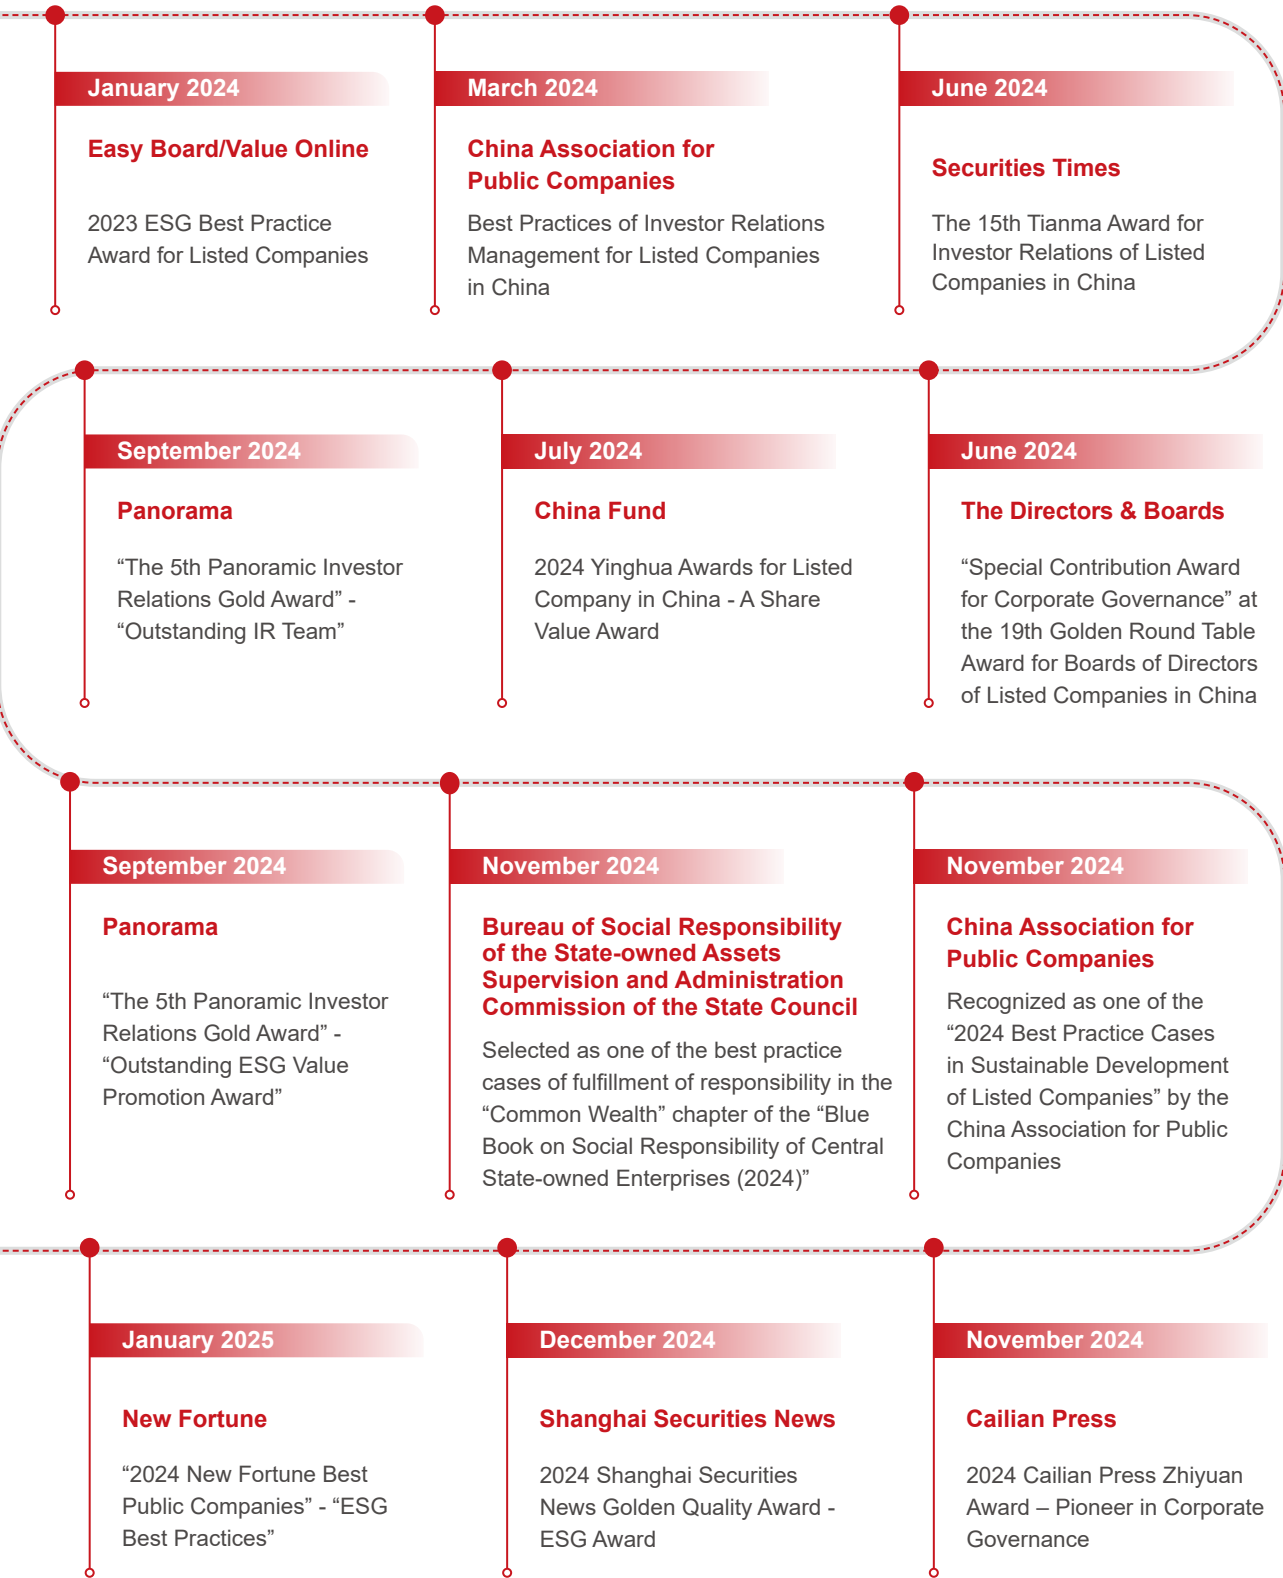 January 2024
Easy Board/Value Online
2023 ESG Best Practice
Award for Listed Companies
March 2024
China Association for
Public Companies
Best Practices of Investor Relations
Management for Listed Companies
in China
June 2024
Securities Times
The 15th Tianma Award for
Investor Relations of Listed
Companies in China
September 2024
Panorama
“The 5th Panoramic Investor
Relations Gold Award” -
“Outstanding IR Team”
July 2024
China Fund
2024 Yinghua Awards for Listed
Company in China - A Share
Value Award
June 2024
The Directors & Boards
“Special Contribution Award
for Corporate Governance” at
the 19th Golden Round Table
Award for Boards of Directors
of Listed Companies in China
September 2024
Panorama
“The 5th Panoramic Investor
Relations Gold Award” -
“Outstanding ESG Value
Promotion Award”
November 2024
Bureau of Social Responsibility
of the State-owned Assets
Supervision and Administration
Commission of the State Council
Selected as one of the best practice
cases of fulfillment of responsibility in the
“Common Wealth” chapter of the “Blue
Book on Social Responsibility of Central
State-owned Enterprises (2024)”
November 2024
China Association for
Public Companies
Recognized as one of the
“2024 Best Practice Cases
in Sustainable Development
of Listed Companies” by the
China Association for Public
Companies
January 2025
New Fortune
“2024 New Fortune Best
Public Companies” - “ESG
Best Practices”
December 2024
Shanghai Securities News
2024 Shanghai Securities
News Golden Quality Award -
ESG Award
November 2024
Cailian Press
2024 Cailian Press Zhiyuan
Award – Pioneer in Corporate
Governance